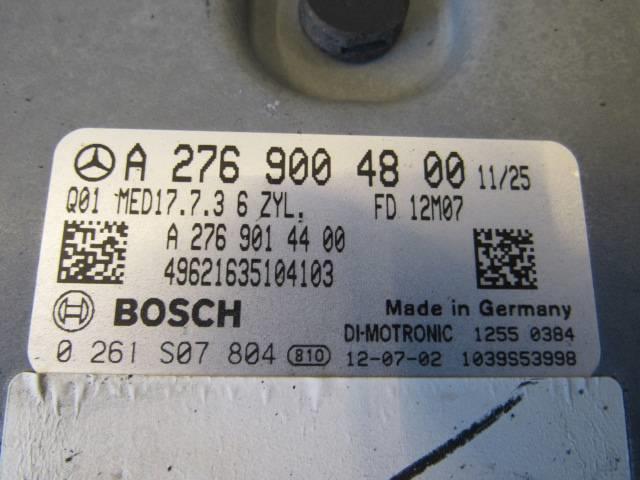 A 276 900 48 00 11/25
Q01 MED17.7.3 6 ZYL. FD 12M07
A 276 901 44 00
49621635104103
BOSCH Made in Germany
DI-MOTRONIC 1255 0384
0 261 S07 804 810 12-07-02 1039S53998